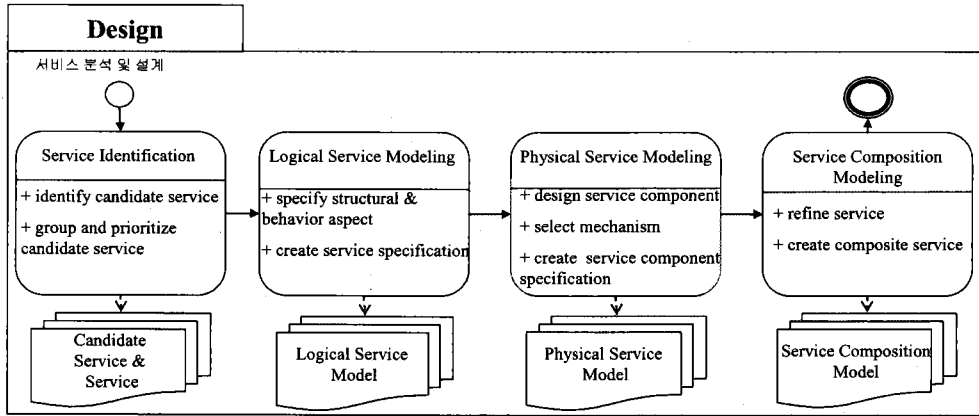 Design
서비스 분석 및 설계
Service Identification
+ identify candidate service
+ group and prioritize
candidate service
Logical Service Modeling
+ specify structural &
behavior aspect
+ create service specification
Physical Service Modeling
+ design service component
+ select mechanism
+ create service component
specification
Service Composition
Modeling
+ refine service
+ create composite service
Candidate
Service &
Service
Logical Service
Model
Physical Service
Model
Service Composition
Model